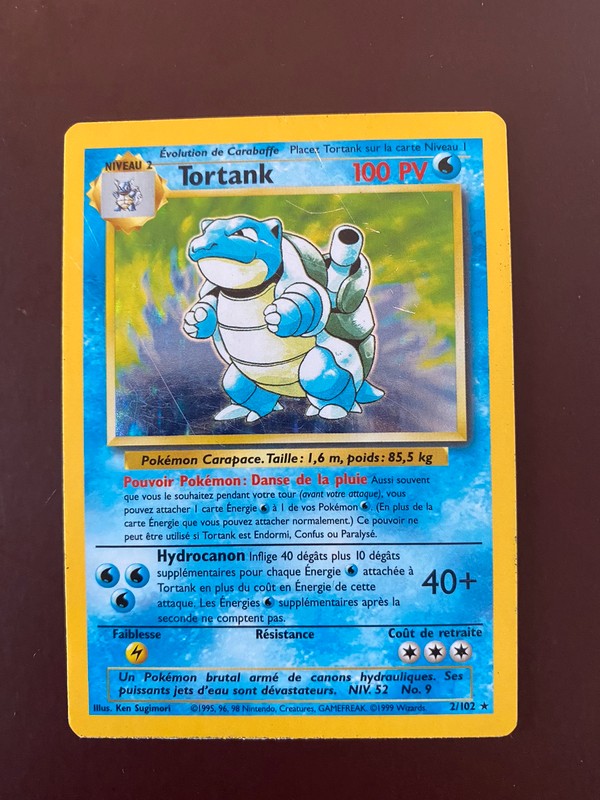 Évolution de Carabaffe Placez Tortank sur la carte Niveau 1
NIVEAU 2
Tortank 100 PV
Pokémon Carapace. Taille: 1,6 m, poids: 85,5 kg
Pouvoir Pokémon: Danse de la pluie Aussi souvent
que vous le souhaitez pendant votre tour (avant votre attaque), vous
pouvez attacher 1 carte Énergie à 1 de vos Pokémon . (En plus de la
carte Énergie que vous pouvez attacher normalement.) Ce pouvoir ne
peut être utilisé si Tortank est Endormi, Confus ou Paralysé.
Hydrocanon Inflige 40 dégâts plus 10 dégâts
supplémentaires pour chaque Énergie attachée à
Tortank en plus du coût en Énergie de cette
attaque. Les Énergies supplémentaires après la
seconde ne comptent pas.
40+
Faiblesse Résistance Coût de retraite
Un Pokémon brutal armé de canons hydrauliques. Ses
puissants jets d'eau sont dévastateurs. NIV. 52 No. 9
Illus. Ken Sugimori ©1995, 96, 98 Nintendo, Creatures, GAMEFREAK. ©1999 Wizards. 2/102 ★